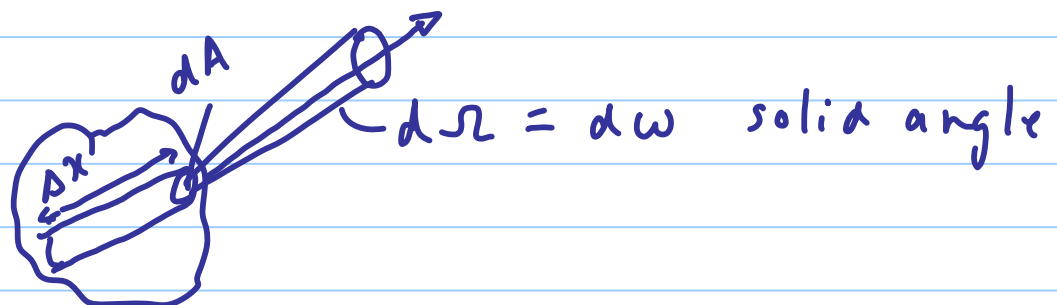 dA
dΩ = dω solid angle
Δx